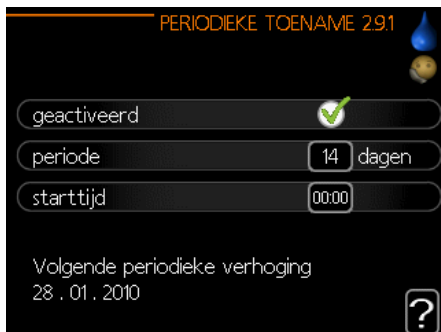 PERIODIEKE TOENAME 2.9.1
geactiveerd
periode 14 dagen
starttijd 00:00
Volgende periodieke verhoging
28 . 01 . 2010
?